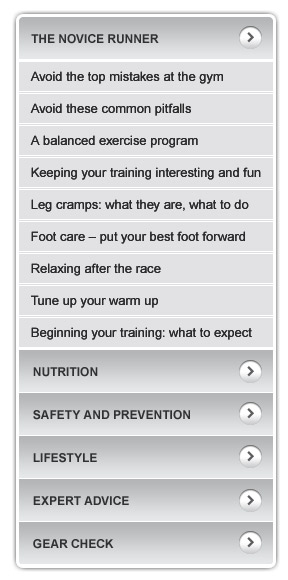 THE NOVICE RUNNER
Avoid the top mistakes at the gym
Avoid these common pitfalls
A balanced exercise program
Keeping your training interesting and fun
Leg cramps: what they are, what to do
Foot care – put your best foot forward
Relaxing after the race
Tune up your warm up
Beginning your training: what to expect
NUTRITION
SAFETY AND PREVENTION
LIFESTYLE
EXPERT ADVICE
GEAR CHECK